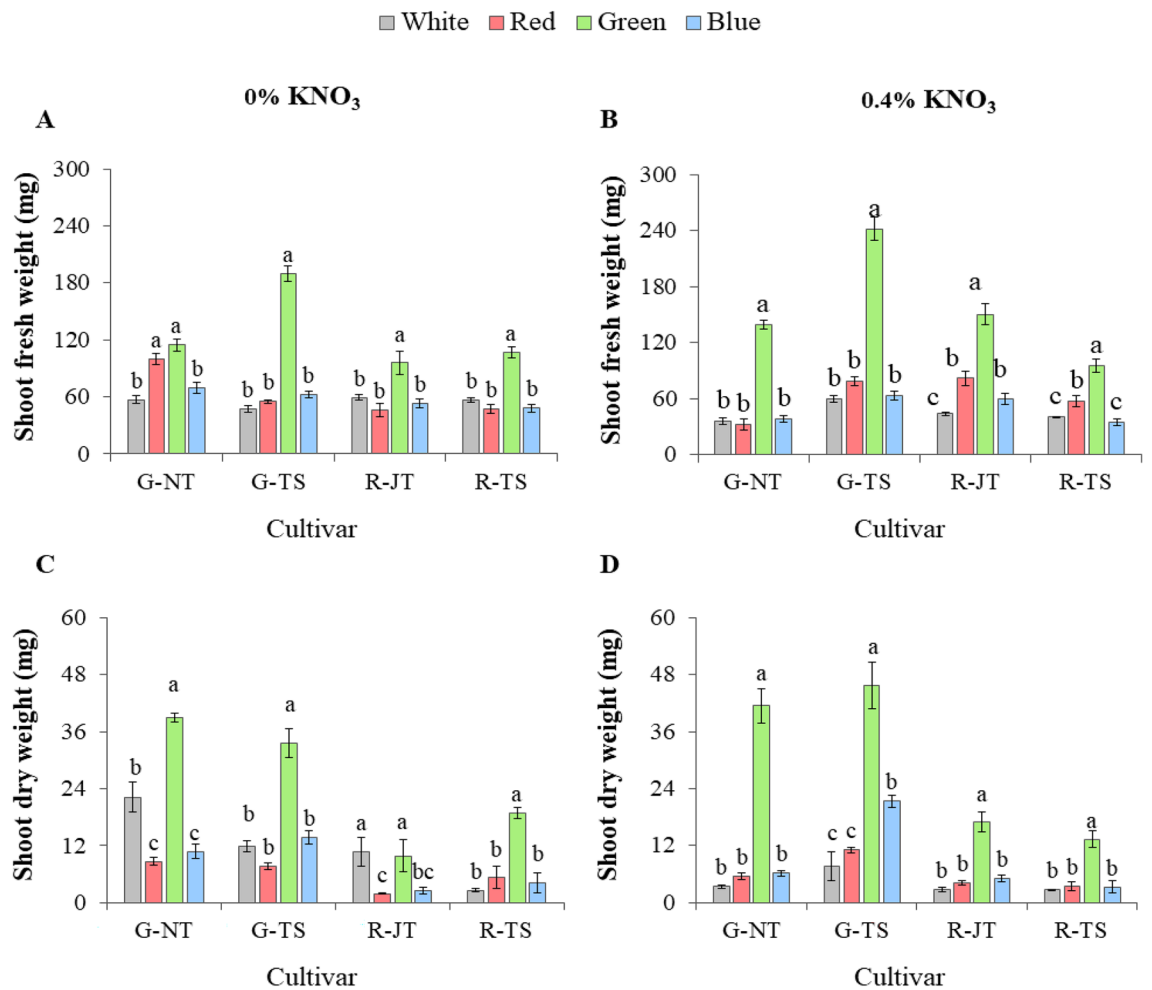 White Red Green Blue
0% KNO₃
0.4% KNO₃
A
Shoot fresh weight (mg)
300
240
180
120
60
0
b a a b
b b a b
b b a b
b b a b
G-NT G-TS R-JT R-TS
Cultivar
B
Shoot fresh weight (mg)
300
240
180
120
60
0
b b a b
b b a b
c b a b
c b a c
G-NT G-TS R-JT R-TS
Cultivar
C
Shoot dry weight (mg)
60
48
36
24
12
0
b c a c
b b a b
a c a bc
b b a b
G-NT G-TS R-JT R-TS
Cultivar
D
Shoot dry weight (mg)
60
48
36
24
12
0
b b a b
c c a b
b b a b
b b a b
G-NT G-TS R-JT R-TS
Cultivar